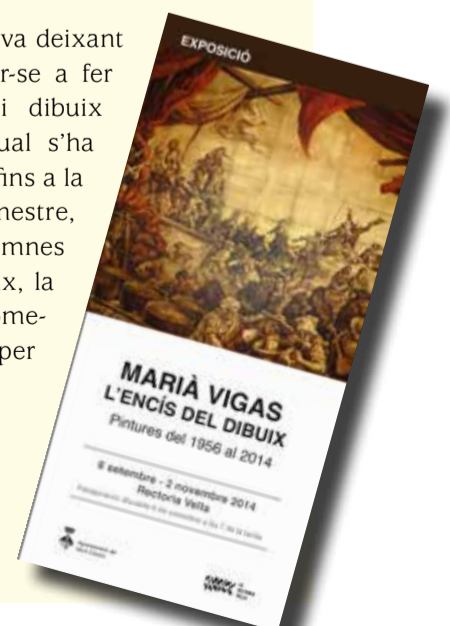 va deixant
r-se a fer
i dibuix
ual s’ha
fins a la
nestre,
mnes
x, la
ome-
per
EXPOSICIÓ
MARIÀ VIGAS
L’ENCÍS DEL DIBUIX
Pintures del 1956 al 2014
6 setembre - 2 novembre 2014
Rectoria Vella